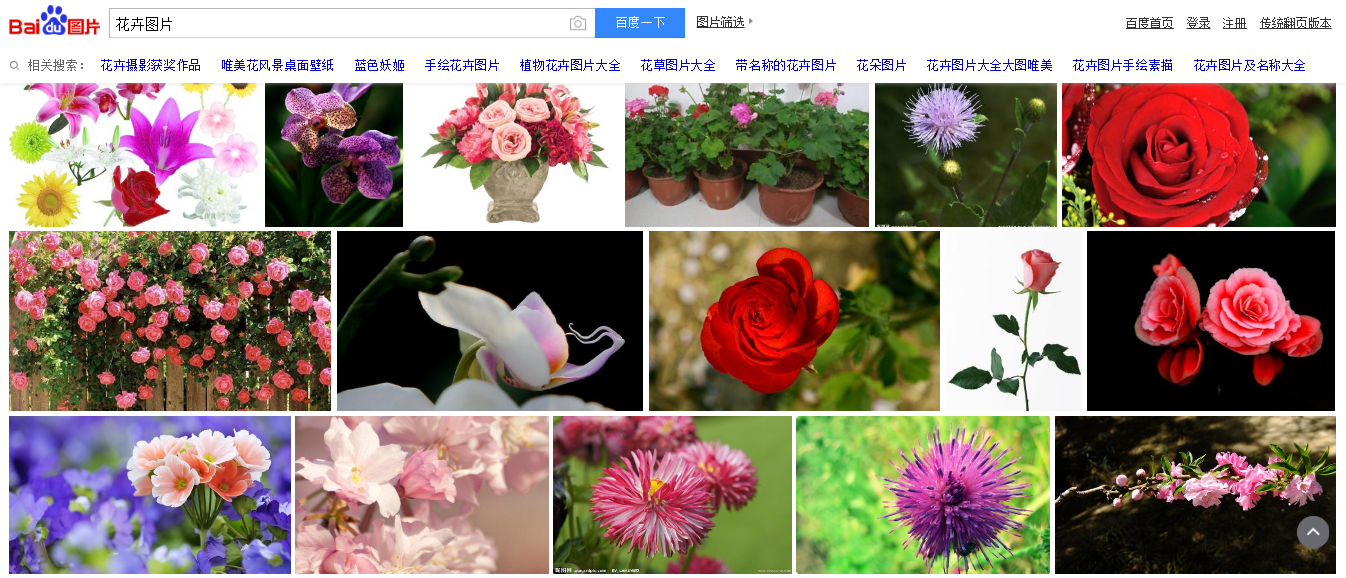 Bai du 图片 花卉图片 百度一下 图片筛选 百度首页 登录 注册 传统翻页版本
相关搜索： 花卉摄影获奖作品 唯美花风景桌面壁纸 蓝色妖姬 手绘花卉图片 植物花卉图片大全 花草图片大全 带名称的花卉图片 花朵图片 花卉图片大全大图唯美 花卉图片手绘素描 花卉图片及名称大全